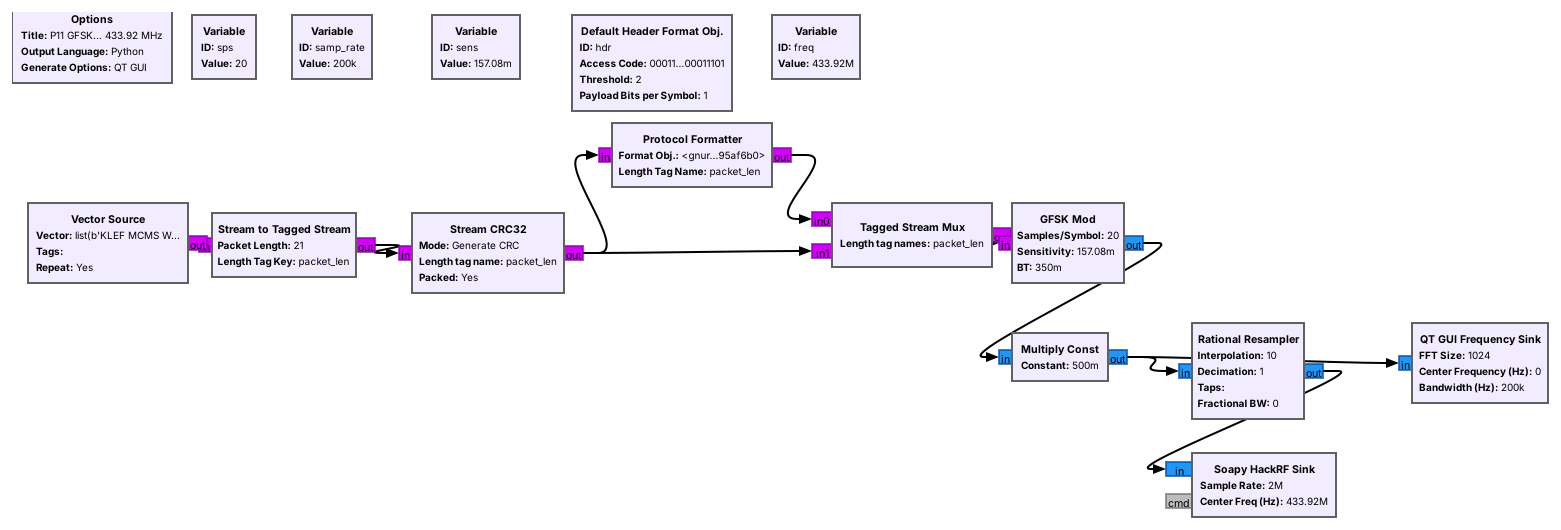 Options
Title: P11 GFSK... 433.92 MHz
Output Language: Python
Generate Options: QT GUI
Variable
ID: sps
Value: 20
Variable
ID: samp_rate
Value: 200k
Variable
ID: sens
Value: 157.08m
Default Header Format Obj.
ID: hdr
Access Code: 00011...00011101
Threshold: 2
Payload Bits per Symbol: 1
Variable
ID: freq
Value: 433.92M
in
Protocol Formatter
Format Obj.: <gnur...95af6b0>
Length Tag Name: packet_len
out
Vector Source
Vector: list(b'KLEF MCMS W...
Tags:
Repeat: Yes
out
Stream to Tagged Stream
Packet Length: 21
Length Tag Key: packet_len
out
in
Stream CRC32
Mode: Generate CRC
Length tag name: packet_len
Packed: Yes
out
in0
in1
Tagged Stream Mux
Length tag names: packet_len
in
GFSK Mod
Samples/Symbol: 20
Sensitivity: 157.08m
BT: 350m
out
in
Multiply Const
Constant: 500m
out
in
Rational Resampler
Interpolation: 10
Decimation: 1
Taps:
Fractional BW: 0
out
in
QT GUI Frequency Sink
FFT Size: 1024
Center Frequency (Hz): 0
Bandwidth (Hz): 200k
in
cmd
Soapy HackRF Sink
Sample Rate: 2M
Center Freq (Hz): 433.92M